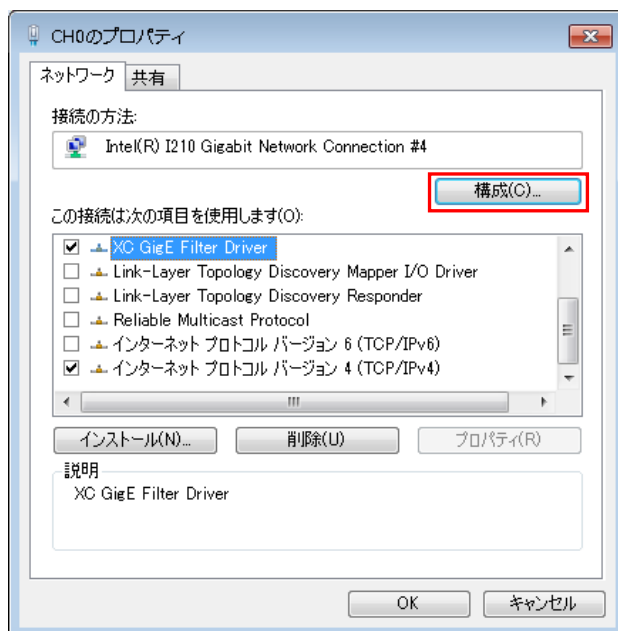 CH0のプロパティ
ネットワーク 共有
接続の方法:
Intel(R) I210 Gigabit Network Connection #4
構成(C)...
この接続は次の項目を使用します(O):
XC GigE Filter Driver
Link-Layer Topology Discovery Mapper I/O Driver
Link-Layer Topology Discovery Responder
Reliable Multicast Protocol
インターネット プロトコル バージョン 6 (TCP/IPv6)
インターネット プロトコル バージョン 4 (TCP/IPv4)
インストール(N)... 削除(U) プロパティ(R)
説明
XC GigE Filter Driver
OK キャンセル